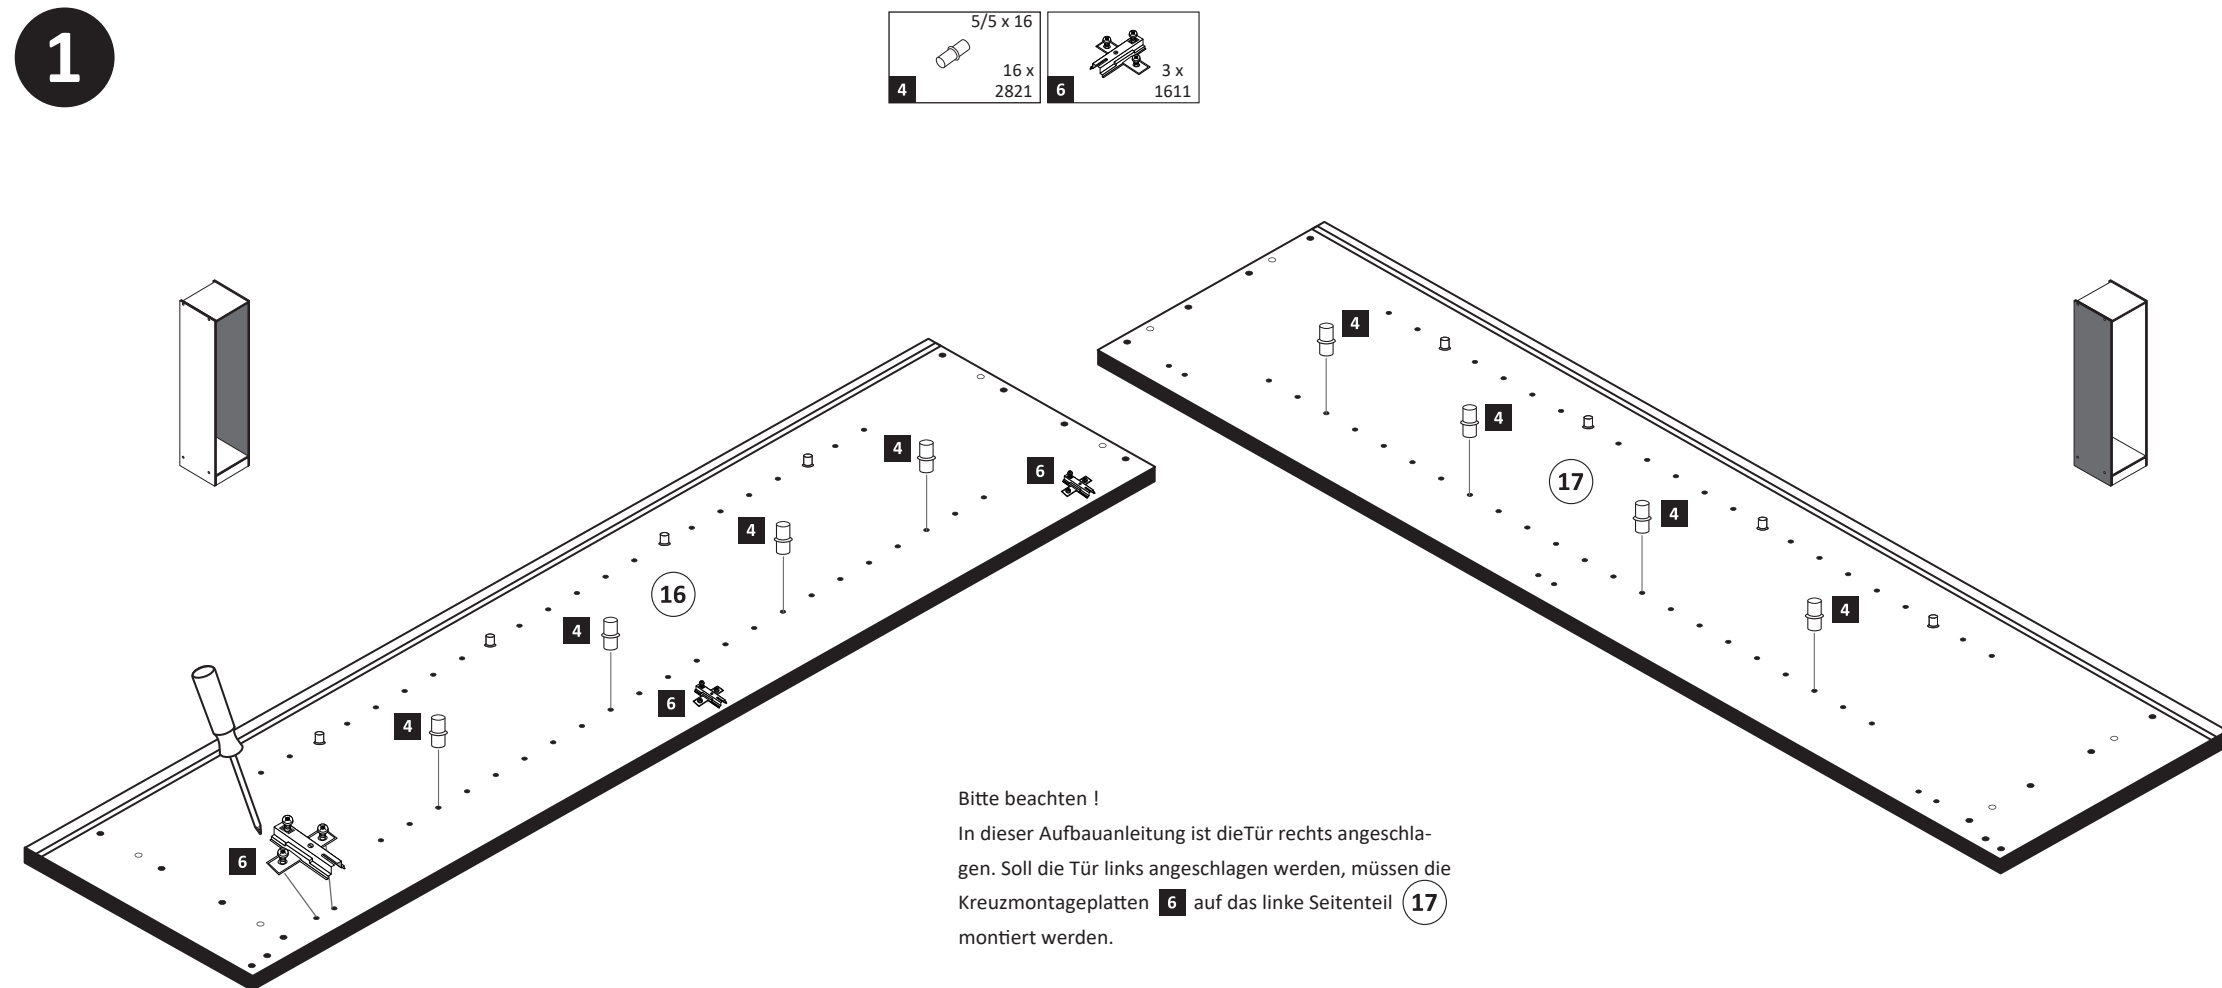 1
5/5 x 16
16 x
4 2821
3 x
6 1611
4
4
17
4
4
4
6
4
16
4
6
4
6
Bitte beachten !
In dieser Aufbauanleitung ist dieTür rechts angeschla-
gen. Soll die Tür links angeschlagen werden, müssen die
Kreuzmontageplatten 6 auf das linke Seitenteil 17
montiert werden.